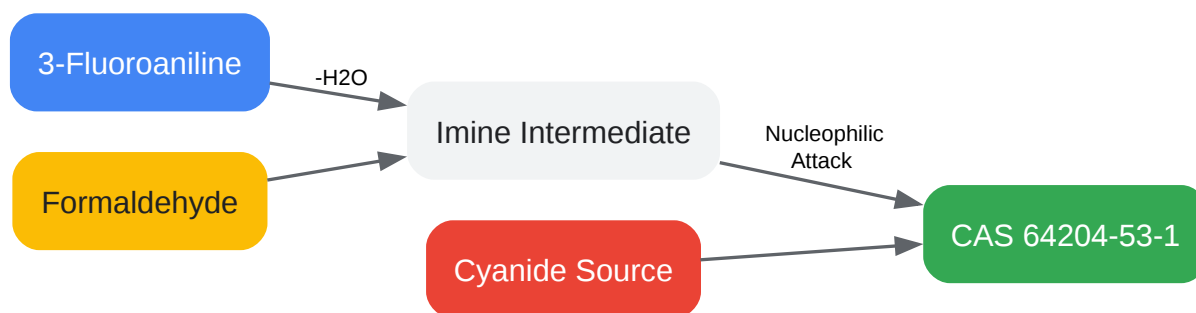 3-Fluoroaniline
-H2O
Formaldehyde
Imine Intermediate
Nucleophilic
Attack
Cyanide Source
CAS 64204-53-1